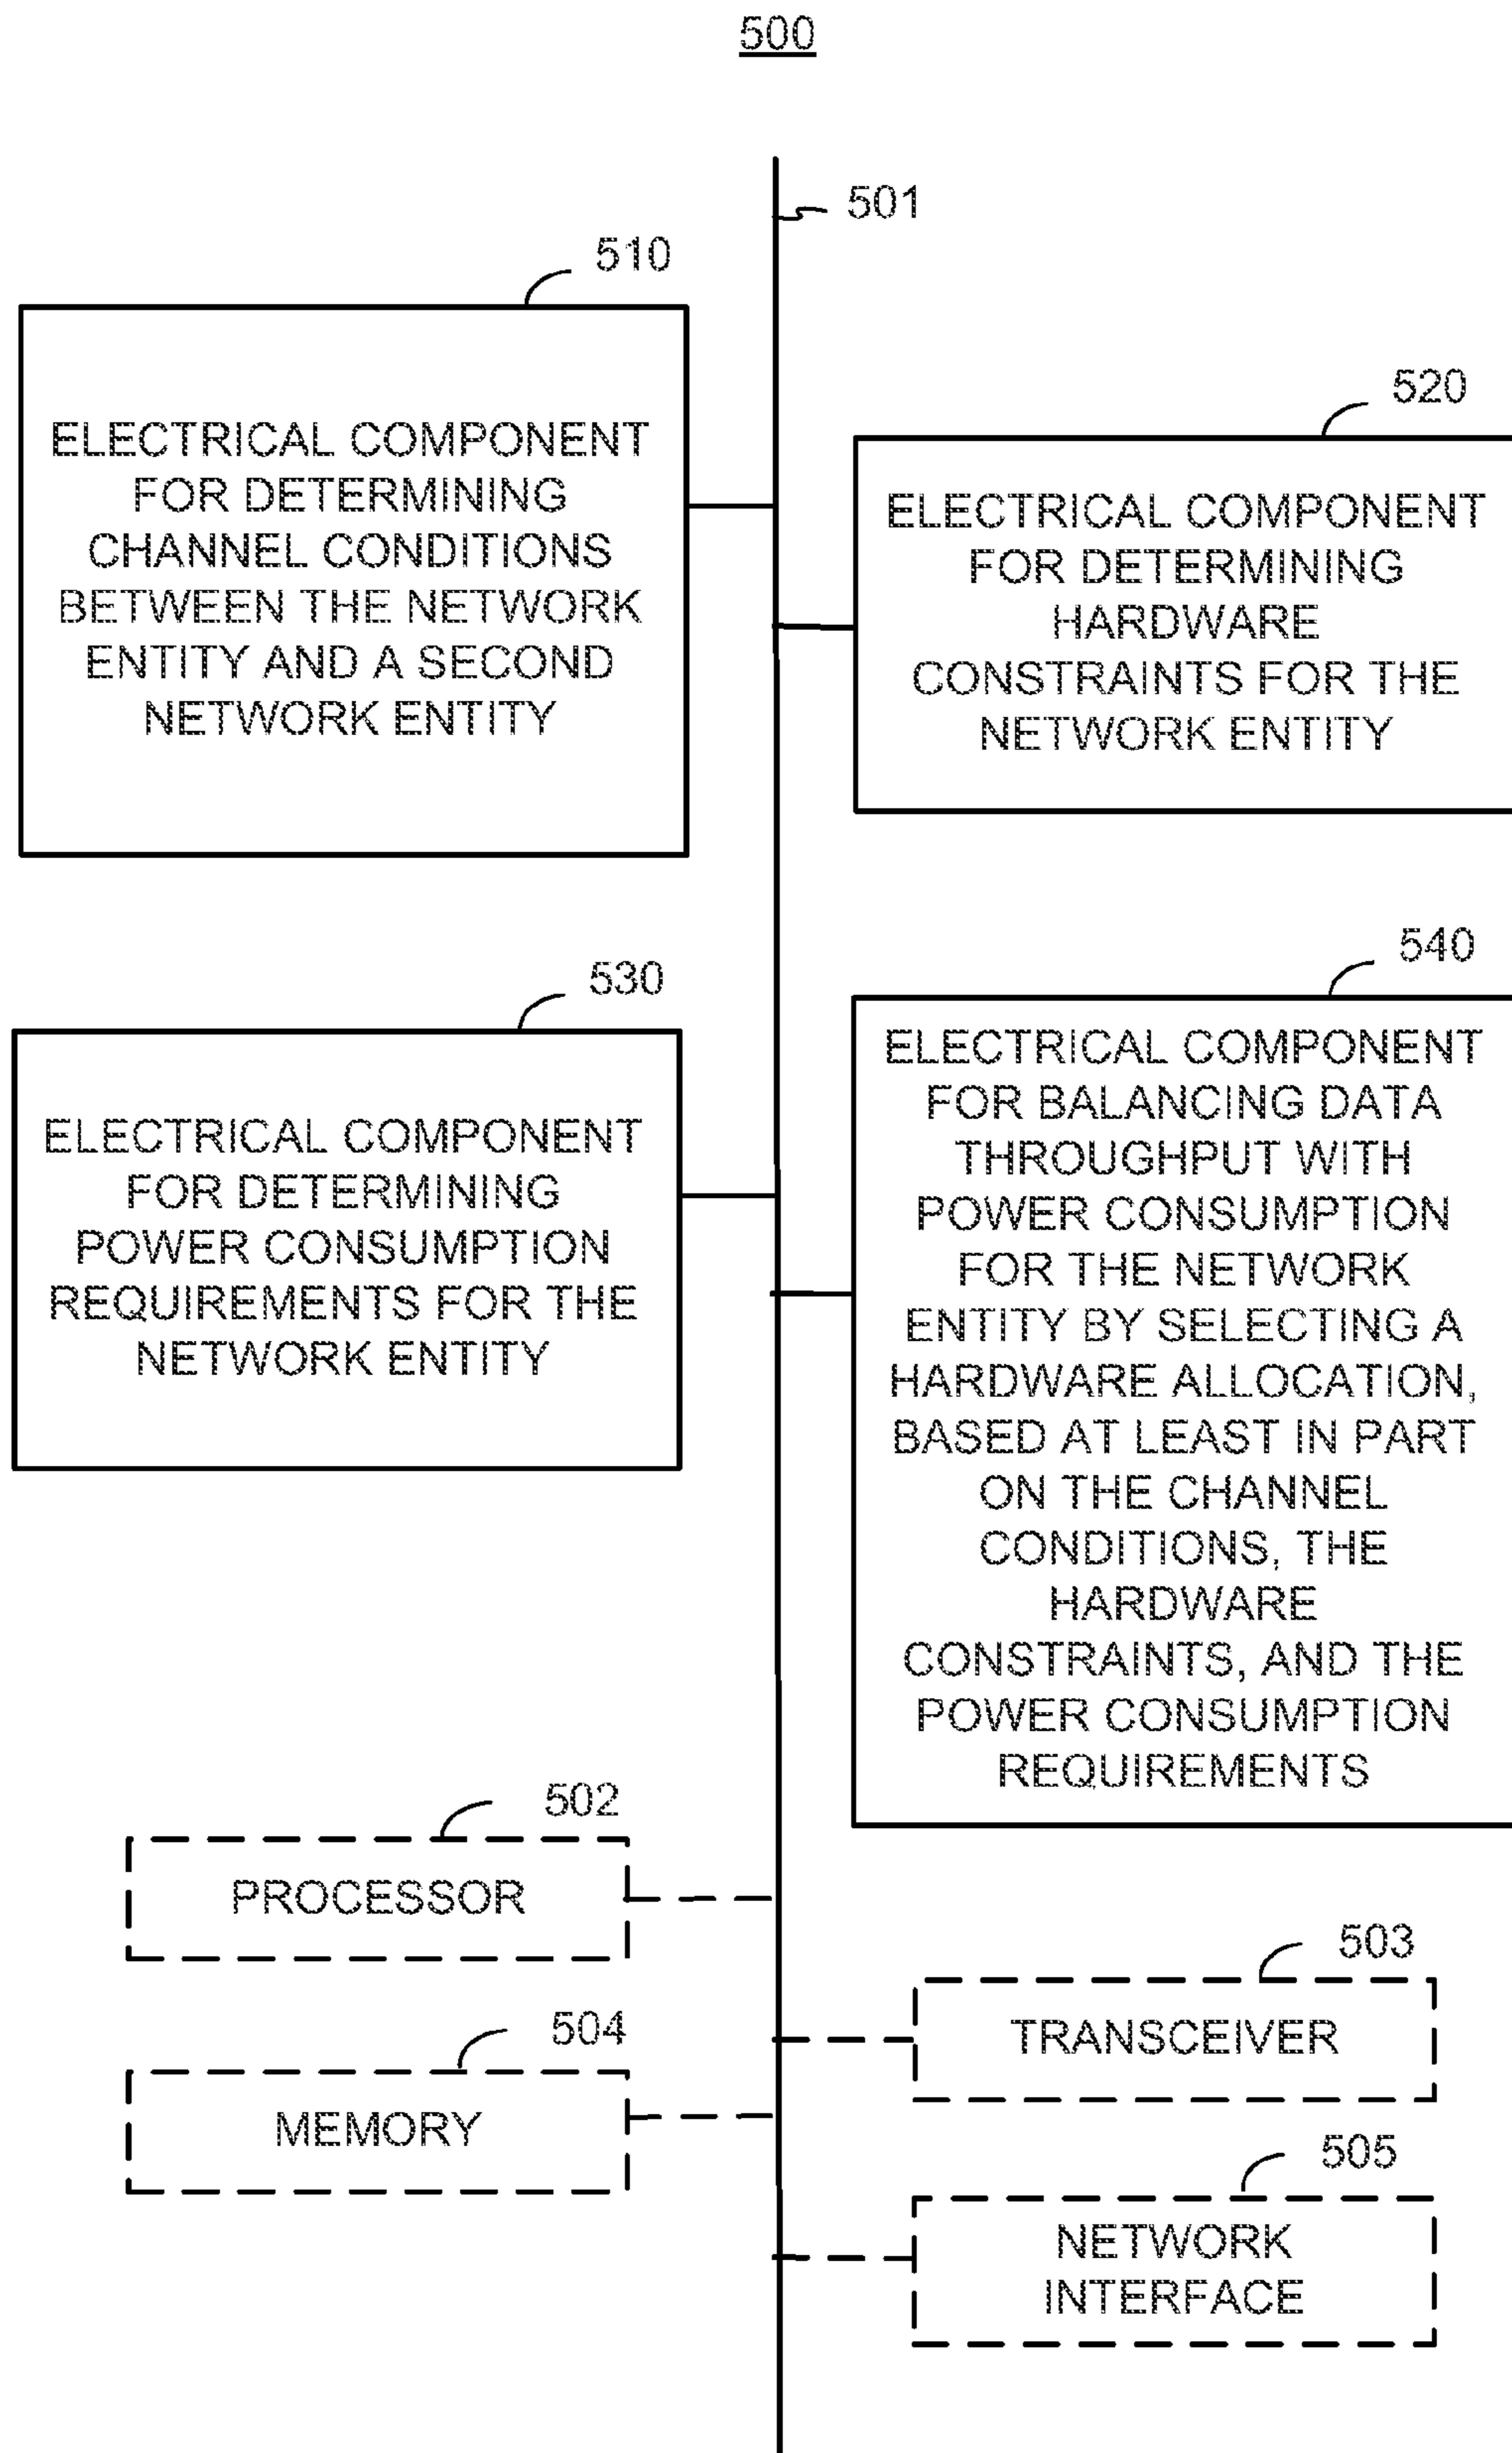 500
501
510
ELECTRICAL COMPONENT
FOR DETERMINING
CHANNEL CONDITIONS
BETWEEN THE NETWORK
ENTITY AND A SECOND
NETWORK ENTITY
520
ELECTRICAL COMPONENT
FOR DETERMINING
HARDWARE
CONSTRAINTS FOR THE
NETWORK ENTITY
530
ELECTRICAL COMPONENT
FOR DETERMINING
POWER CONSUMPTION
REQUIREMENTS FOR THE
NETWORK ENTITY
540
ELECTRICAL COMPONENT
FOR BALANCING DATA
THROUGHPUT WITH
POWER CONSUMPTION
FOR THE NETWORK
ENTITY BY SELECTING A
HARDWARE ALLOCATION,
BASED AT LEAST IN PART
ON THE CHANNEL
CONDITIONS, THE
HARDWARE
CONSTRAINTS, AND THE
POWER CONSUMPTION
REQUIREMENTS
502
PROCESSOR
503
TRANSCEIVER
504
MEMORY
505
NETWORK
INTERFACE